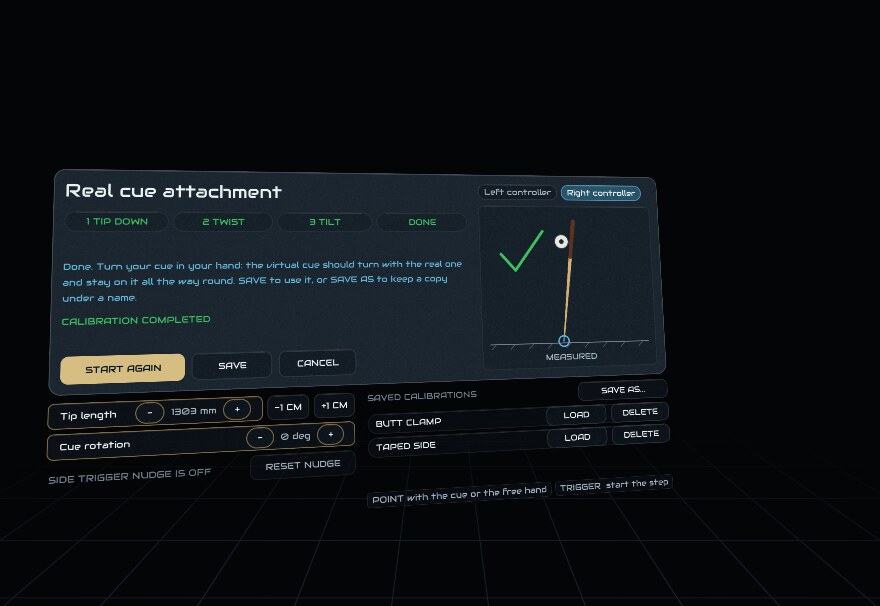 Real cue attachment
Left controller
Right controller
1 TIP DOWN
2 TWIST
3 TILT
DONE
Done. Turn your cue in your hand: the virtual cue should turn with the real one
and stay on it all the way round. SAVE to use it, or SAVE AS to keep a copy
under a name.
CALIBRATION COMPLETED
MEASURED
START AGAIN
SAVE
CANCEL
Tip length
-
1303 mm
+
-1 CM
+1 CM
Cue rotation
-
0 deg
+
SIDE TRIGGER NUDGE IS OFF
RESET NUDGE
SAVED CALIBRATIONS
SAVE AS...
BUTT CLAMP
LOAD
DELETE
TAPED SIDE
LOAD
DELETE
POINT with the cue or the free hand
TRIGGER start the step